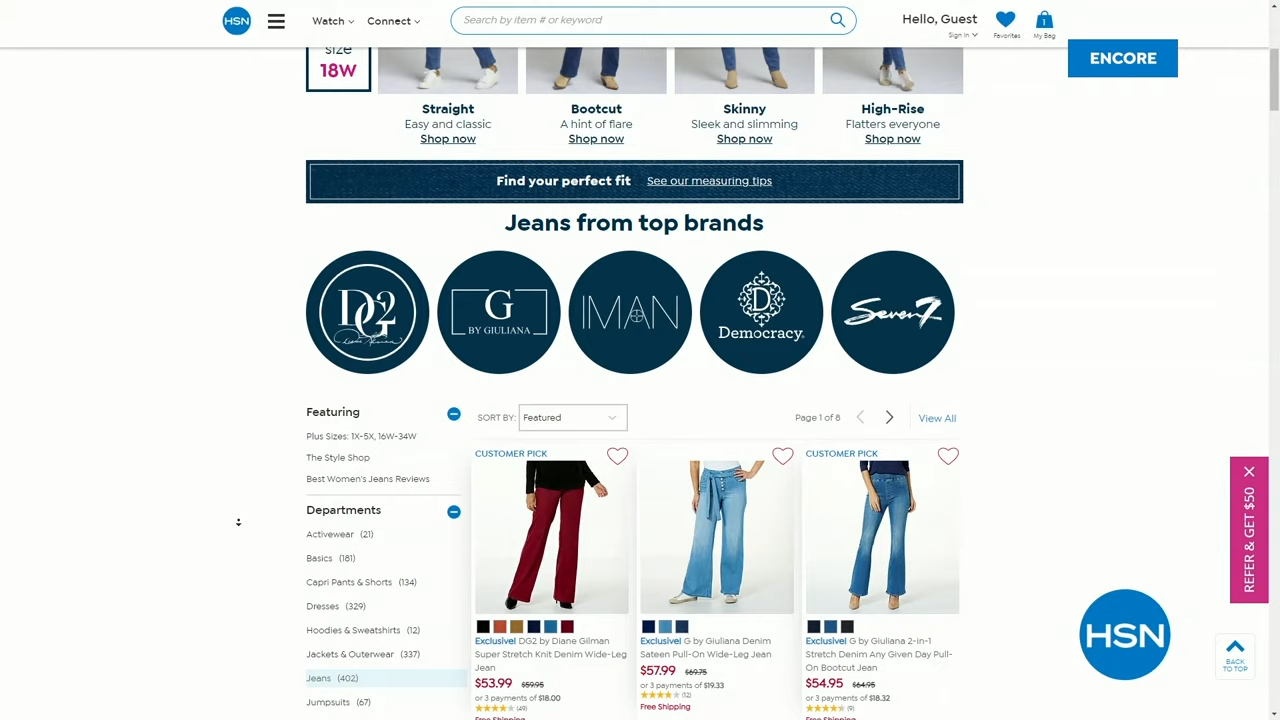 HSN
Watch
Connect
Search by item # or keyword
Hello, Guest
Sign In
Favorites
1
My Bag
ENCORE
size
18W
Straight
Easy and classic
Shop now
Bootcut
A hint of flare
Shop now
Skinny
Sleek and slimming
Shop now
High-Rise
Flatters everyone
Shop now
Find your perfect fit See our measuring tips
Jeans from top brands
DG2
G
BY GIULIANA
IMAN
D
Democracy
Seven7
Featuring
Plus Sizes: 1X-5X, 16W-34W
The Style Shop
Best Women's Jeans Reviews
Departments
Activewear (21)
Basics (181)
Capri Pants & Shorts (134)
Dresses (329)
Hoodies & Sweatshirts (12)
Jackets & Outerwear (337)
Jeans (402)
Jumpsuits (67)
SORT BY: Featured
Page 1 of 8
View All
CUSTOMER PICK
Exclusive! DG2 by Diane Gilman
Super Stretch Knit Denim Wide-Leg
Jean
$53.99 $59.95
or 3 payments of $18.00
(49)
Free Shipping
Exclusive! G by Giuliana Denim
Sateen Pull-On Wide-Leg Jean
$57.99 $69.75
or 3 payments of $19.33
(12)
Free Shipping
CUSTOMER PICK
Exclusive! G by Giuliana 2-in-1
Stretch Denim Any Given Day Pull-
On Bootcut Jean
$54.95 $64.95
or 3 payments of $18.32
(9)
Free Shipping
REFER & GET $50
HSN
BACK
TO TOP